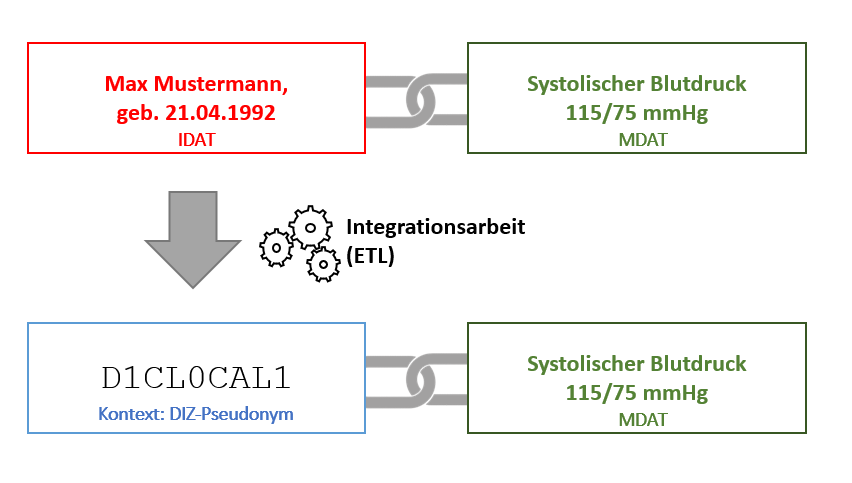 Max Mustermann,
geb. 21.04.1992
IDAT
Systolischer Blutdruck
115/75 mmHg
MDAT
Integrationsarbeit
(ETL)
D1CL0CAL1
Kontext: DIZ-Pseudonym
Systolischer Blutdruck
115/75 mmHg
MDAT